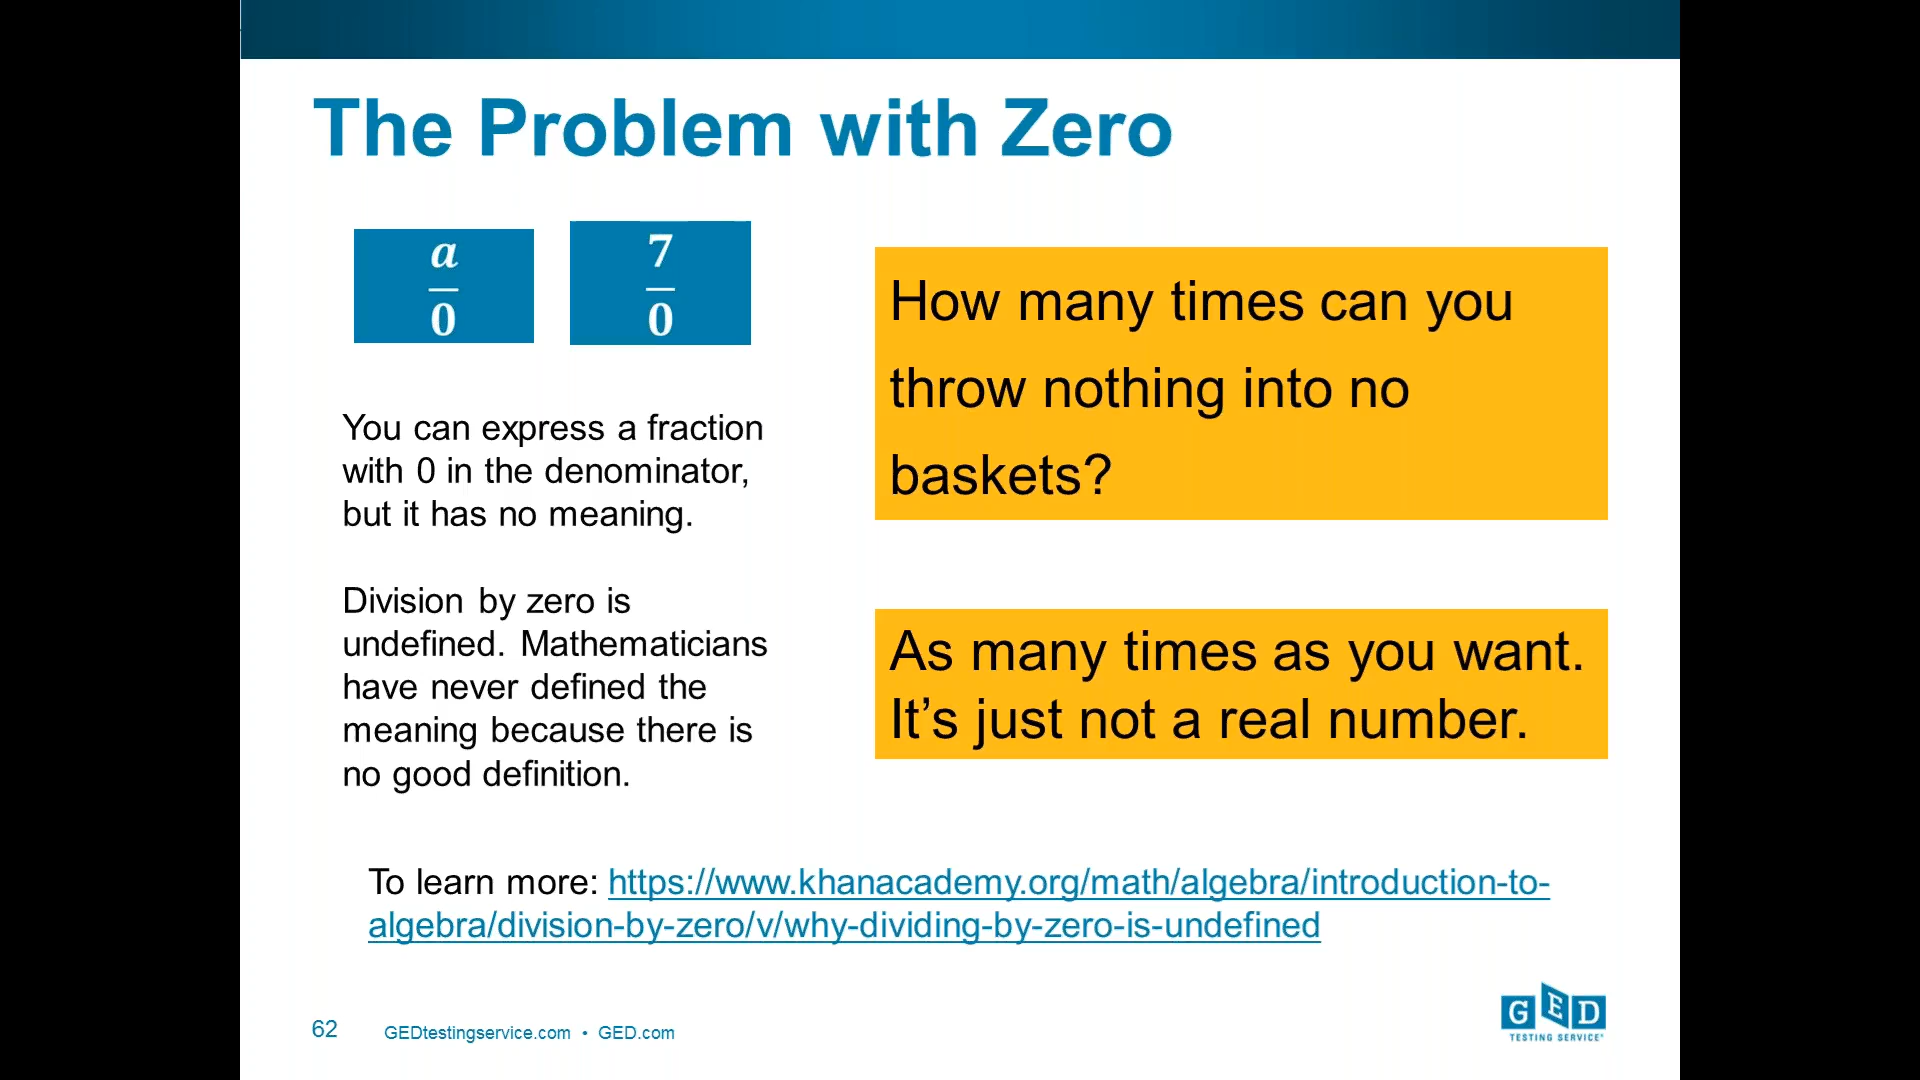 The Problem with Zero
a
0
7
0
You can express a fraction
with 0 in the denominator,
but it has no meaning.
Division by zero is
undefined. Mathematicians
have never defined the
meaning because there is
no good definition.
How many times can you
throw nothing into no
baskets?
As many times as you want.
It’s just not a real number.
To learn more: https://www.khanacademy.org/math/algebra/introduction-to-
algebra/division-by-zero/v/why-dividing-by-zero-is-undefined
62 GEDtestingservice.com • GED.com
GED
TESTING SERVICE